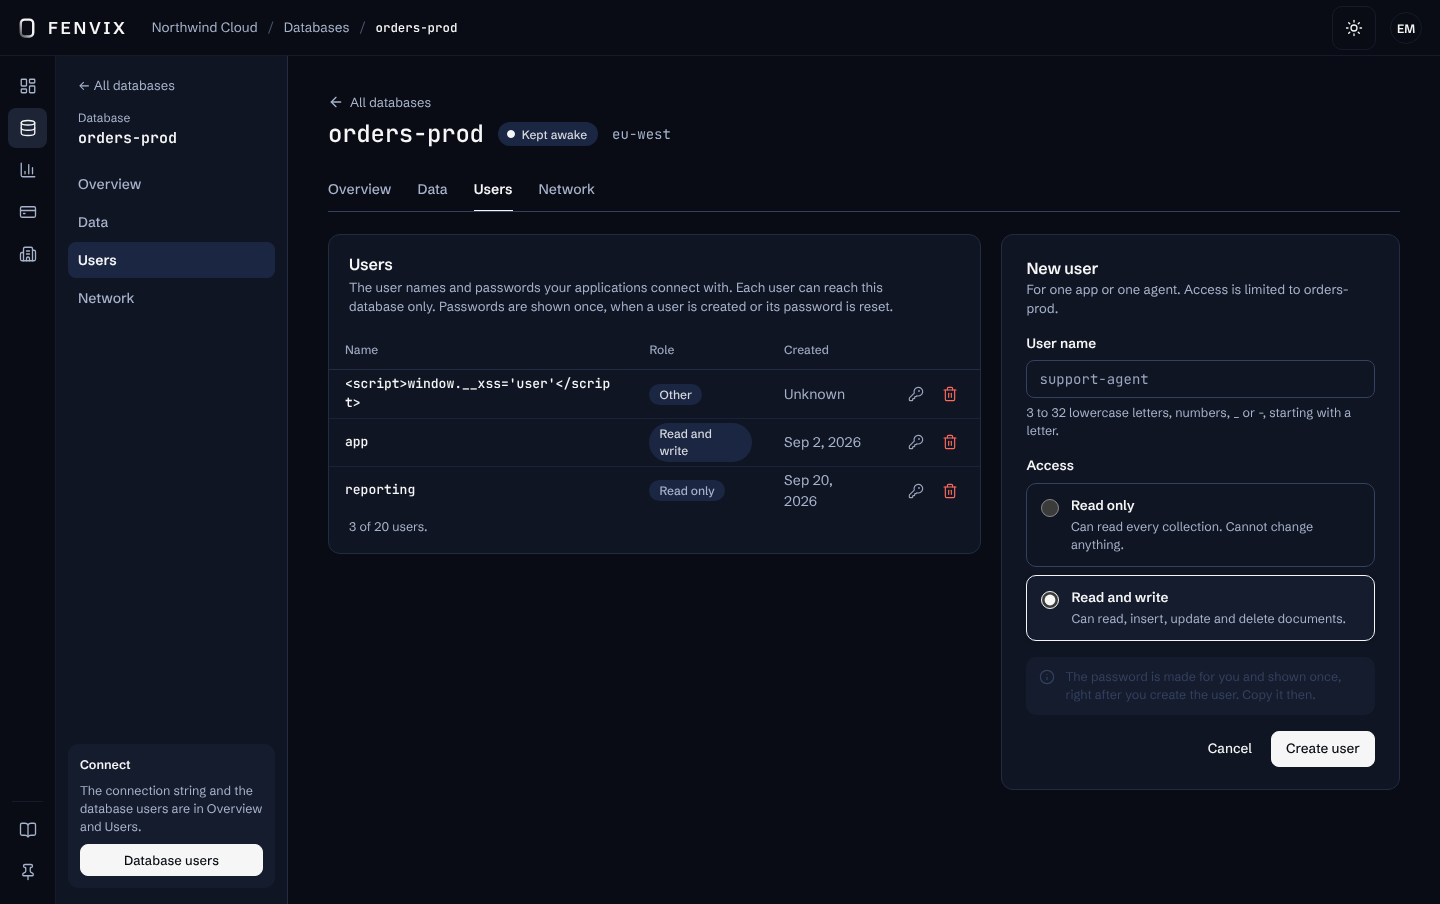 FENVIX
Northwind Cloud / Databases / orders-prod
EM
← All databases
Database
orders-prod
Overview
Data
Users
Network
Connect
The connection string and the
database users are in Overview
and Users.
Database users
← All databases
orders-prod
Kept awake
eu-west
Overview Data Users Network
Users
The user names and passwords your applications connect with. Each user can reach this
database only. Passwords are shown once, when a user is created or its password is reset.
Name Role Created
<script>window.__xss='user'</scrip
t>
Other
Unknown
app
Read and
write
Sep 2, 2026
reporting
Read only
Sep 20,
2026
3 of 20 users.
New user
For one app or one agent. Access is limited to orders-
prod.
User name
support-agent
3 to 32 lowercase letters, numbers, _ or -, starting with a
letter.
Access
Read only
Can read every collection. Cannot change
anything.
Read and write
Can read, insert, update and delete documents.
The password is made for you and shown once,
right after you create the user. Copy it then.
Cancel
Create user